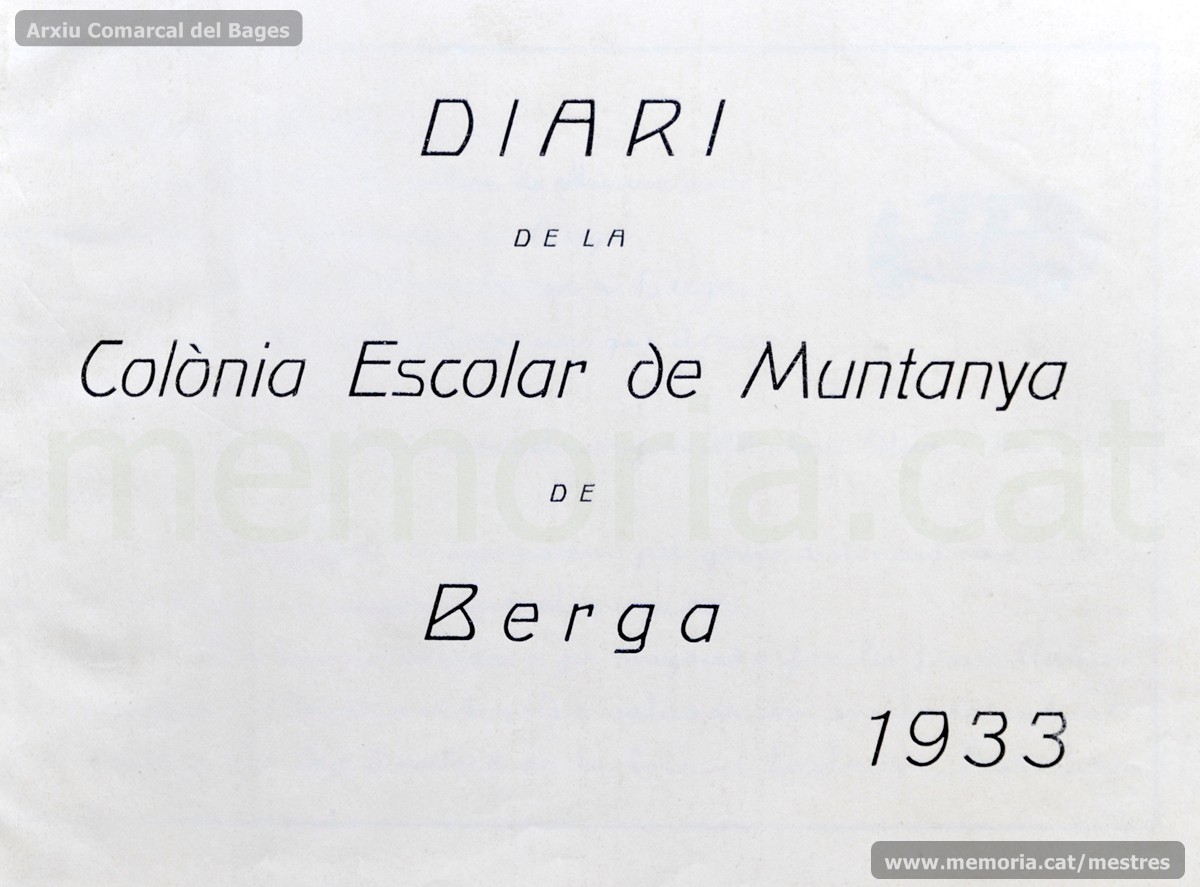 Arxiu Comarcal del Bages
DIARI
DE LA
Colònia Escolar de Muntanya
memoria.cat
DE
Berga
1933
www.memoria.cat/mestres